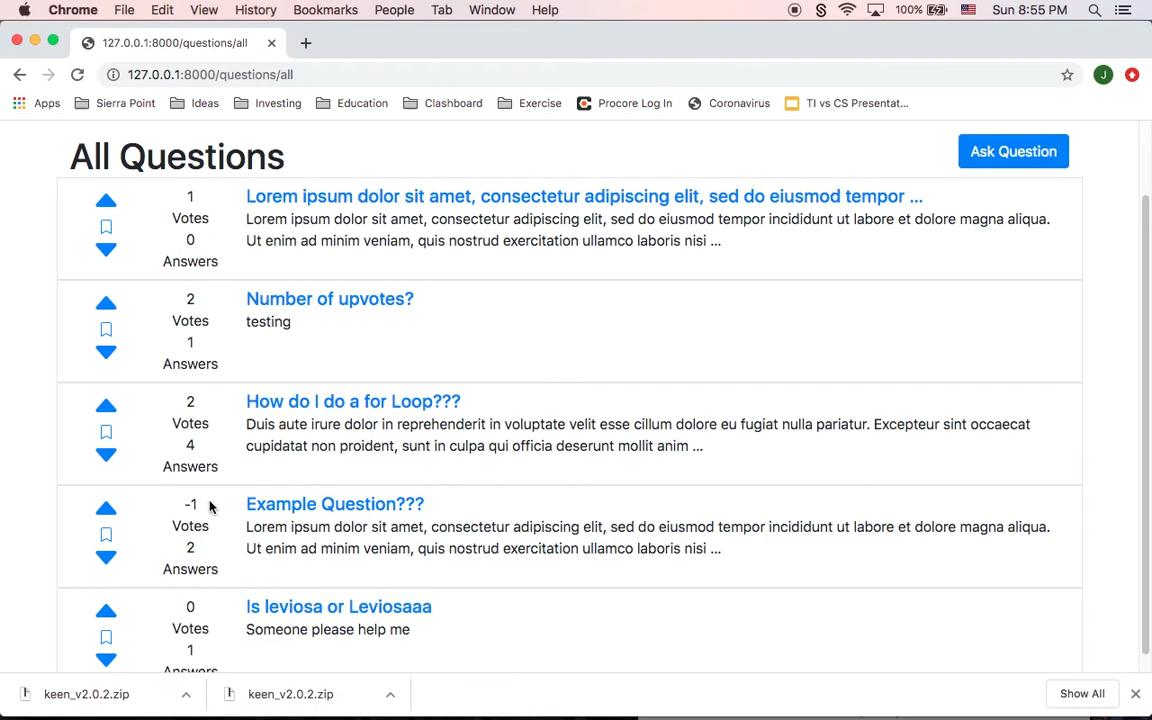 Chrome File Edit View History Bookmarks People Tab Window Help 100% Sun 8:55 PM
127.0.0.1:8000/questions/all
127.0.0.1:8000/questions/all J
Apps Sierra Point Ideas Investing Education Clashboard Exercise Procore Log In Coronavirus TI vs CS Presentat...
All Questions Ask Question
1
Votes
0
Answers
Lorem ipsum dolor sit amet, consectetur adipiscing elit, sed do eiusmod tempor ...
Lorem ipsum dolor sit amet, consectetur adipiscing elit, sed do eiusmod tempor incididunt ut labore et dolore magna aliqua.
Ut enim ad minim veniam, quis nostrud exercitation ullamco laboris nisi ...
2
Votes
1
Answers
Number of upvotes?
testing
2
Votes
4
Answers
How do I do a for Loop???
Duis aute irure dolor in reprehenderit in voluptate velit esse cillum dolore eu fugiat nulla pariatur. Excepteur sint occaecat
cupidatat non proident, sunt in culpa qui officia deserunt mollit anim ...
-1
Votes
2
Answers
Example Question???
Lorem ipsum dolor sit amet, consectetur adipiscing elit, sed do eiusmod tempor incididunt ut labore et dolore magna aliqua.
Ut enim ad minim veniam, quis nostrud exercitation ullamco laboris nisi ...
0
Votes
1
Answers
Is leviosa or Leviosaaa
Someone please help me
keen_v2.0.2.zip keen_v2.0.2.zip Show All